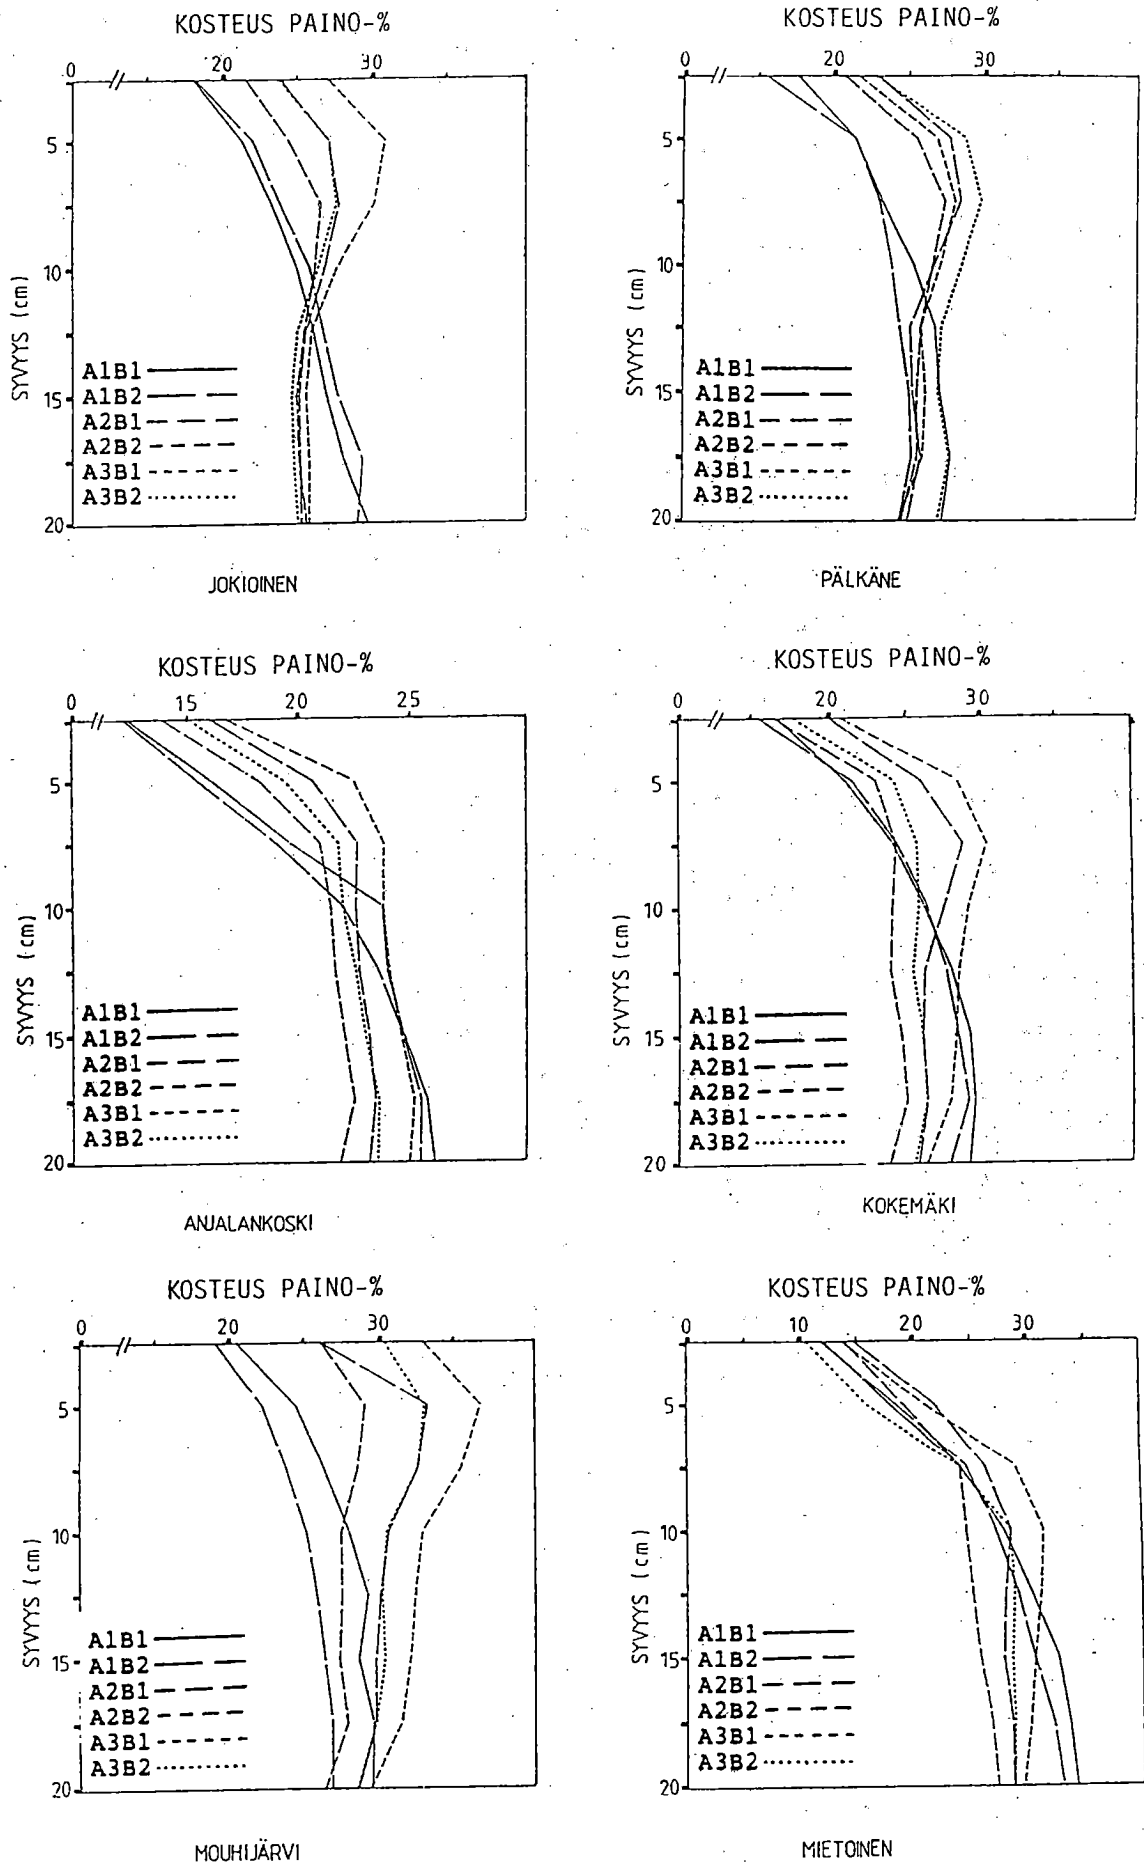 KOSTEUS PAINO-%
0 20 30
5
10
15
20
SYVYYS (cm)
A1B1
A1B2
A2B1
A2B2
A3B1
A3B2
JOKIOINEN
KOSTEUS PAINO-%
0 20 30
5
10
15
20
SYVYYS (cm)
A1B1
A1B2
A2B1
A2B2
A3B1
A3B2
PÄLKÄNE
KOSTEUS PAINO-%
0 15 20 25
5
10
15
20
SYVYYS (cm)
A1B1
A1B2
A2B1
A2B2
A3B1
A3B2
ANJALANKOSKI
KOSTEUS PAINO-%
0 20 30
5
10
15
20
SYVYYS (cm)
A1B1
A1B2
A2B1
A2B2
A3B1
A3B2
KOKEMÄKI
KOSTEUS PAINO-%
0 20 30
5
10
15
20
SYVYYS (cm)
A1B1
A1B2
A2B1
A2B2
A3B1
A3B2
MOUHIJÄRVI
KOSTEUS PAINO-%
0 10 20 30
5
10
15
20
SYVYYS (cm)
A1B1
A1B2
A2B1
A2B2
A3B1
A3B2
MIETOINEN